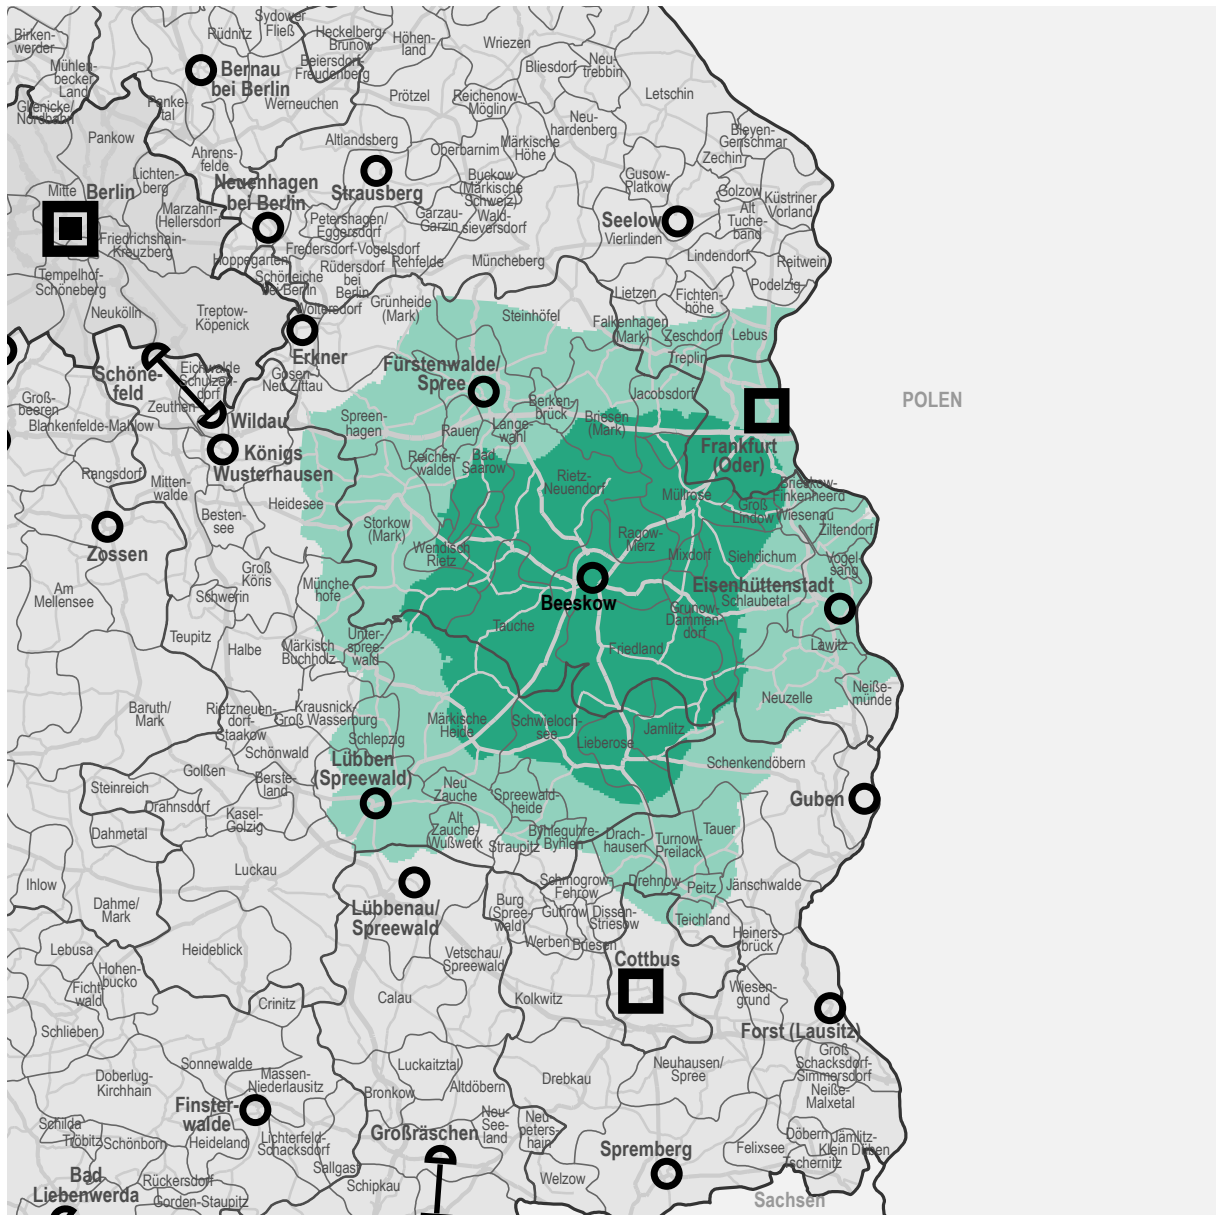 Sydower
Fließ
Birken-
werder
Rüdnitz
Heckelberg-
Brunow
Höhen-
land
Wriezen
Mühlen-
becker
Land
Bernau
bei Berlin
Beiersdorf-
Freudenberg
Bliesdorf
Neu-
trebbin
Glienicke/
Nordbahn
Panke-
tal
Werneuchen
Prötzel
Reichenow-
Möglin
Letschin
Pankow
Altlandsberg
Neu-
hardenberg
Bleyen-
Genschmar
Ahrens-
felde
Oberbarnim
Märkische
Höhe
Zechin
Mitte
Berlin
Lichten-
berg
Neuenhagen
bei Berlin
Strausberg
Buckow
(Märkische
Schweiz)
Gusow-
Platkow
Golzow
Küstriner
Vorland
Marzahn-
Hellersdorf
Petershagen/
Eggersdorf
Garzau-
Garzin
Wald-
sieversdorf
Seelow
Alt
Tuche-
band
Friedrichshain-
Kreuzberg
Fredersdorf-Vogelsdorf
Vierlinden
Hoppegarten
Rehfelde
Müncheberg
Lindendorf
Reitwein
Tempelhof-
Schöneberg
Schöneiche
bei Berlin
Rüdersdorf
bei
Berlin
Podelzig
Neukölln
Treptow-
Köpenick
Woltersdorf
Grünheide
(Mark)
Steinhöfel
Lietzen
Fichten-
höhe
Falkenhagen
(Mark)
Zeschdorf
Lebus
Erkner
Treplin
Schöne-
feld
Eichwalde
Schulzen-
dorf
Gosen-
Neu Zittau
Fürstenwalde/
Spree
Jacobsdorf
POLEN
Groß-
beeren
Zeuthen
Wildau
Berken-
brück
Briesen
(Mark)
Blankenfelde-Mahlow
Spreen-
hagen
Rauen
Lange-
wahl
Königs
Wusterhausen
Frankfurt
(Oder)
Rangsdorf
Reichen-
walde
Bad
Saarow
Rietz-
Neuendorf
Mitten-
walde
Müllrose
Brieskow-
Finkenheerd
Heidesee
Groß
Lindow
Wiesenau
Besten-
see
Storkow
(Mark)
Ragow-
Merz
Ziltendorf
Zossen
Wendisch
Rietz
Mixdorf
Siehdichum
Vogel-
sang
Groß
Köris
Am
Mellensee
Schwerin
Münche-
hofe
Beeskow
Eisenhüttenstadt
Schlaubetal
Grunow-
Dammen-
dorf
Teupitz
Tauche
Halbe
Märkisch
Buchholz
Unter-
spree-
wald
Friedland
Lawitz
Neuzelle
Neiße-
münde
Baruth/
Mark
Rietzneuen-
dorf-
Staakow
Krausnick-
Groß Wasserburg
Märkische
Heide
Schwieloch-
see
Jamlitz
Schlepzig
Lieberose
Schönwald
Lübben
(Spreewald)
Schenkendöbern
Golßen
Steinreich
Berste-
land
Neu
Zauche
Spreewald-
heide
Guben
Drahnsdorf
Kasel-
Golzig
Alt
Zauche-
Wußwerk
Dahmetal
Straupitz
Byhleguhre-
Byhlen
Drach-
hausen
Turnow-
Preilack
Tauer
Luckau
Ihlow
Schmogrow-
Fehrow
Drehnow
Peitz
Jänschwalde
Dahme/
Mark
Lübbenau/
Spreewald
Burg
(Spree-
wald)
Guhrow
Dissen-
Striesow
Teichland
Heiners-
brück
Lebusa
Heideblick
Werben
Briesen
Vetschau/
Spreewald
Cottbus
Hohen-
bucko
Ficht-
wald
Crinitz
Calau
Kolkwitz
Wiesen-
grund
Schlieben
Forst (Lausitz)
Groß
Schacksdorf-
Simmersdorf
Sonnewalde
Luckaitztal
Neuhausen/
Spree
Doberlug-
Kirchhain
Massen-
Niederlausitz
Bronkow
Altdöbern
Drebkau
Neiße-
Malxetal
Finster-
walde
Neu-
See-
land
Neu-
peters-
hain
Schilda
Tröbitz
Schönborn
Heideland
Lichterfeld-
Schacksdorf
Großräschen
Döbern
Jämlitz-
Klein Düben
Felixsee
Spremberg
Tschernitz
Sallgast
Bad
Liebenwerda
Rückersdorf
Schipkau
Welzow
Gorden-Staupitz
Sachsen